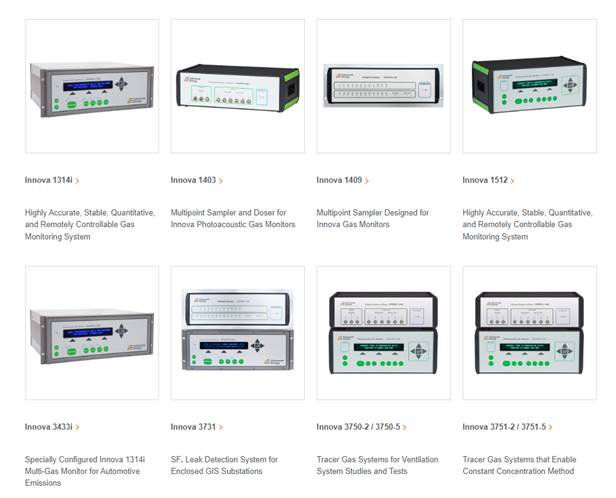 Innova 1314i
Innova 1403
Innova 1409
Innova 1512
Highly Accurate, Stable, Quantitative,
and Remotely Controllable Gas
Monitoring System
Multipoint Sampler and Doser for
Innova Photoacoustic Gas Monitors
Multipoint Sampler Designed for
Innova Gas Monitors
Highly Accurate, Stable, Quantitative,
and Remotely Controllable Gas
Monitoring System
Innova 3433i
Innova 3731
Innova 3750-2 / 3750-5
Innova 3751-2 / 3751-5
Specially Configured Innova 1314i
Multi-Gas Monitor for Automotive
Emissions
SF, Leak Detection System for
Enclosed GIS Substations
Tracer Gas Systems for Ventilation
System Studies and Tests
Tracer Gas Systems that Enable
Constant Concentration Method